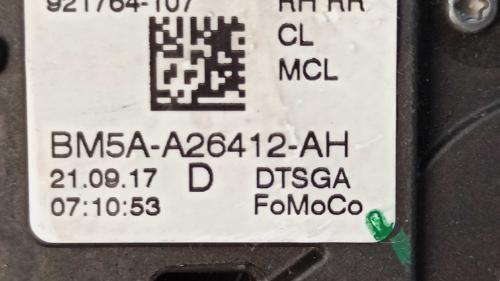 921764-107 RH RR
CL
MCL
BM5A-A26412-AH
21.09.17 D DTSGA
07:10:53 FoMoCo